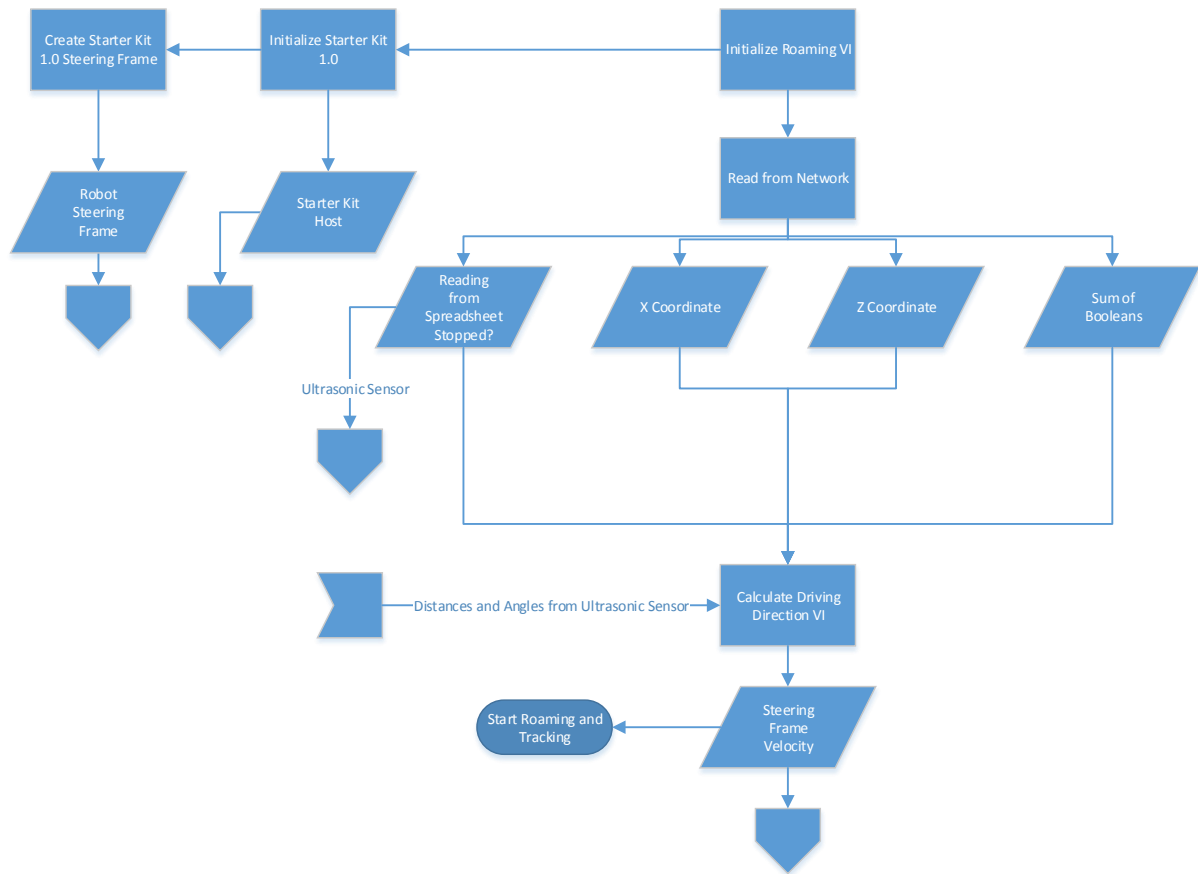 Create Starter Kit
1.0 Steering Frame
Initialize Starter Kit
1.0
Initialize Roaming VI
Robot
Steering
Frame
Starter Kit
Host
Read from Network
Reading
from
Spreadsheet
Stopped?
X Coordinate
Z Coordinate
Sum of
Booleans
Ultrasonic Sensor
Distances and Angles from Ultrasonic Sensor
Calculate Driving
Direction VI
Start Roaming and
Tracking
Steering
Frame
Velocity